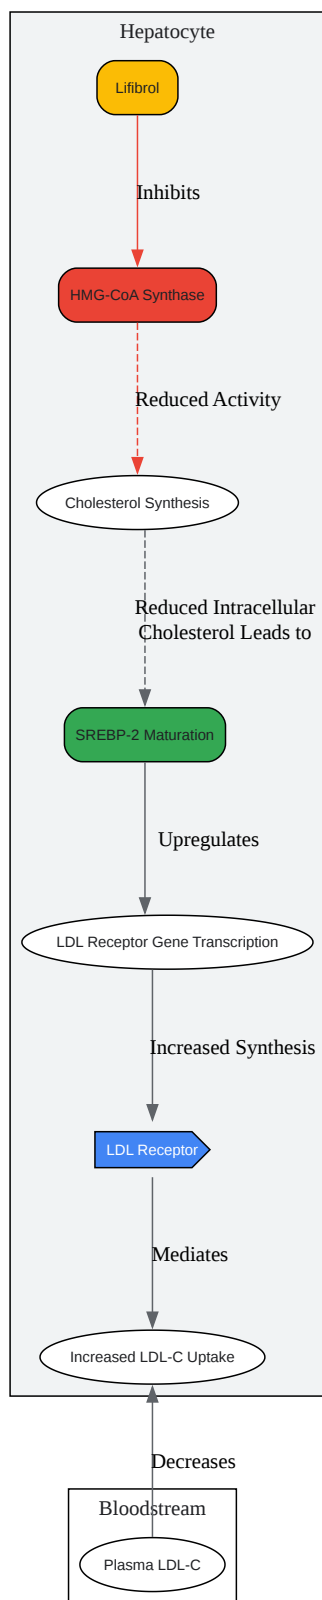 Hepatocyte
Lifibrol
Inhibits
HMG-CoA Synthase
Reduced Activity
Cholesterol Synthesis
Reduced Intracellular
Cholesterol Leads to
SREBP-2 Maturation
Upregulates
LDL Receptor Gene Transcription
Increased Synthesis
LDL Receptor
Mediates
Increased LDL-C Uptake
Decreases
Bloodstream
Plasma LDL-C